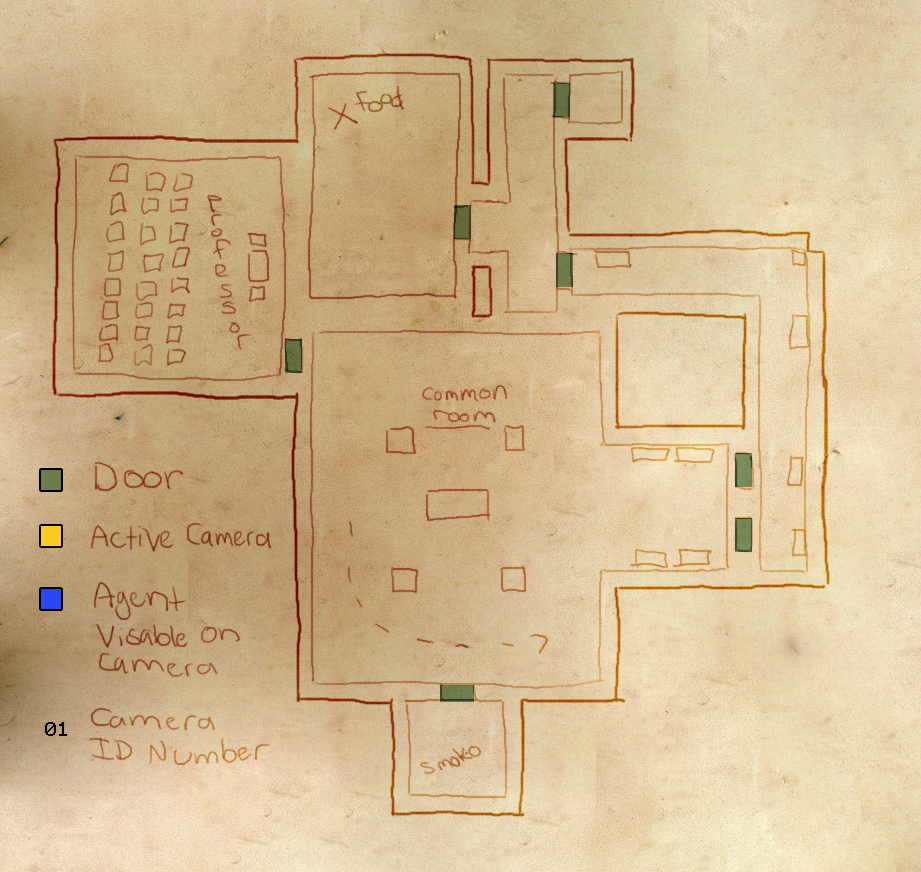 Food
Professor
Common
room
Door
Active Camera
Agent
Visable on
Camera
01
Camera
ID Number
smoko